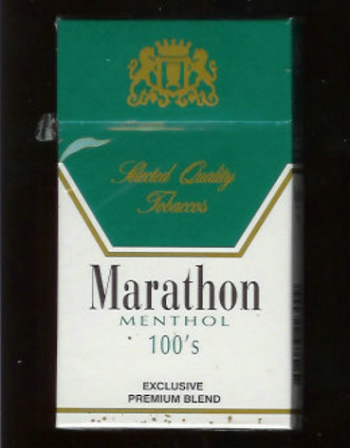 Selected Quality
Tobaccos
Marathon
MENTHOL
100's
EXCLUSIVE
PREMIUM BLEND